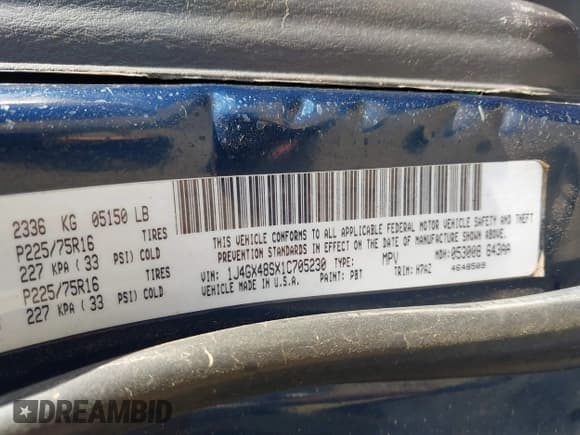 2336 KG 05150 LB
P225/75R16 TIRES
227 KPA ( 33 PSI) COLD
P225/75R16 TIRES
227 KPA ( 33 PSI) COLD
THIS VEHICLE CONFORMS TO ALL APPLICABLE FEDERAL MOTOR VEHICLE SAFETY AND THEFT
PREVENTION STANDARDS IN EFFECT ON THE DATE OF MANUFACTURE SHOWN ABOVE.
VIN: 1J4GX48SX1C705230 TYPE: MPV MDH:053008 643AA
VEHICLE MADE IN U.S.A. PAINT: PBT TRIM: H7AZ 4648509
DREAMBID